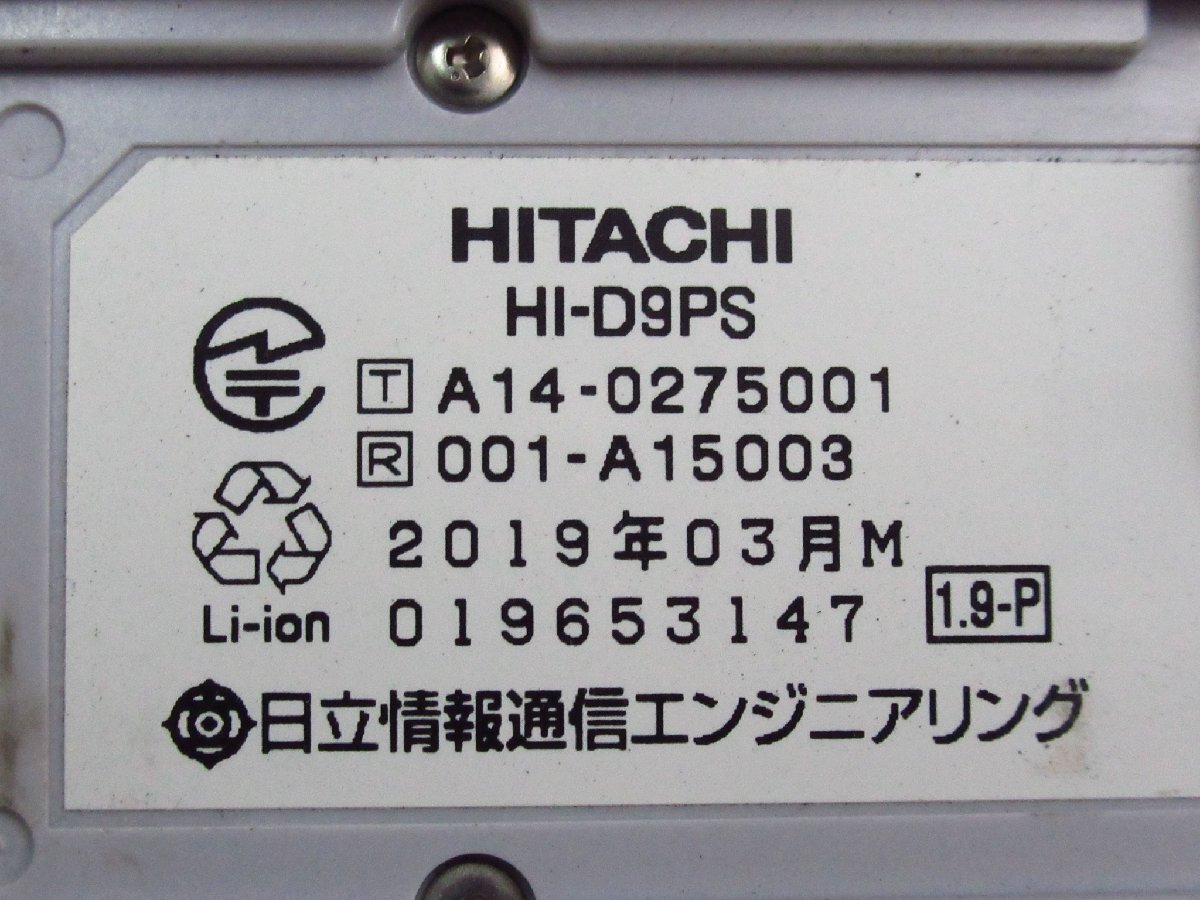 HITACHI
HI-D9PS
T A14-0275001
R 001-A15003
2019年03月M
Li-ion 019653147 1.9-P
日立情報通信エンジニアリング